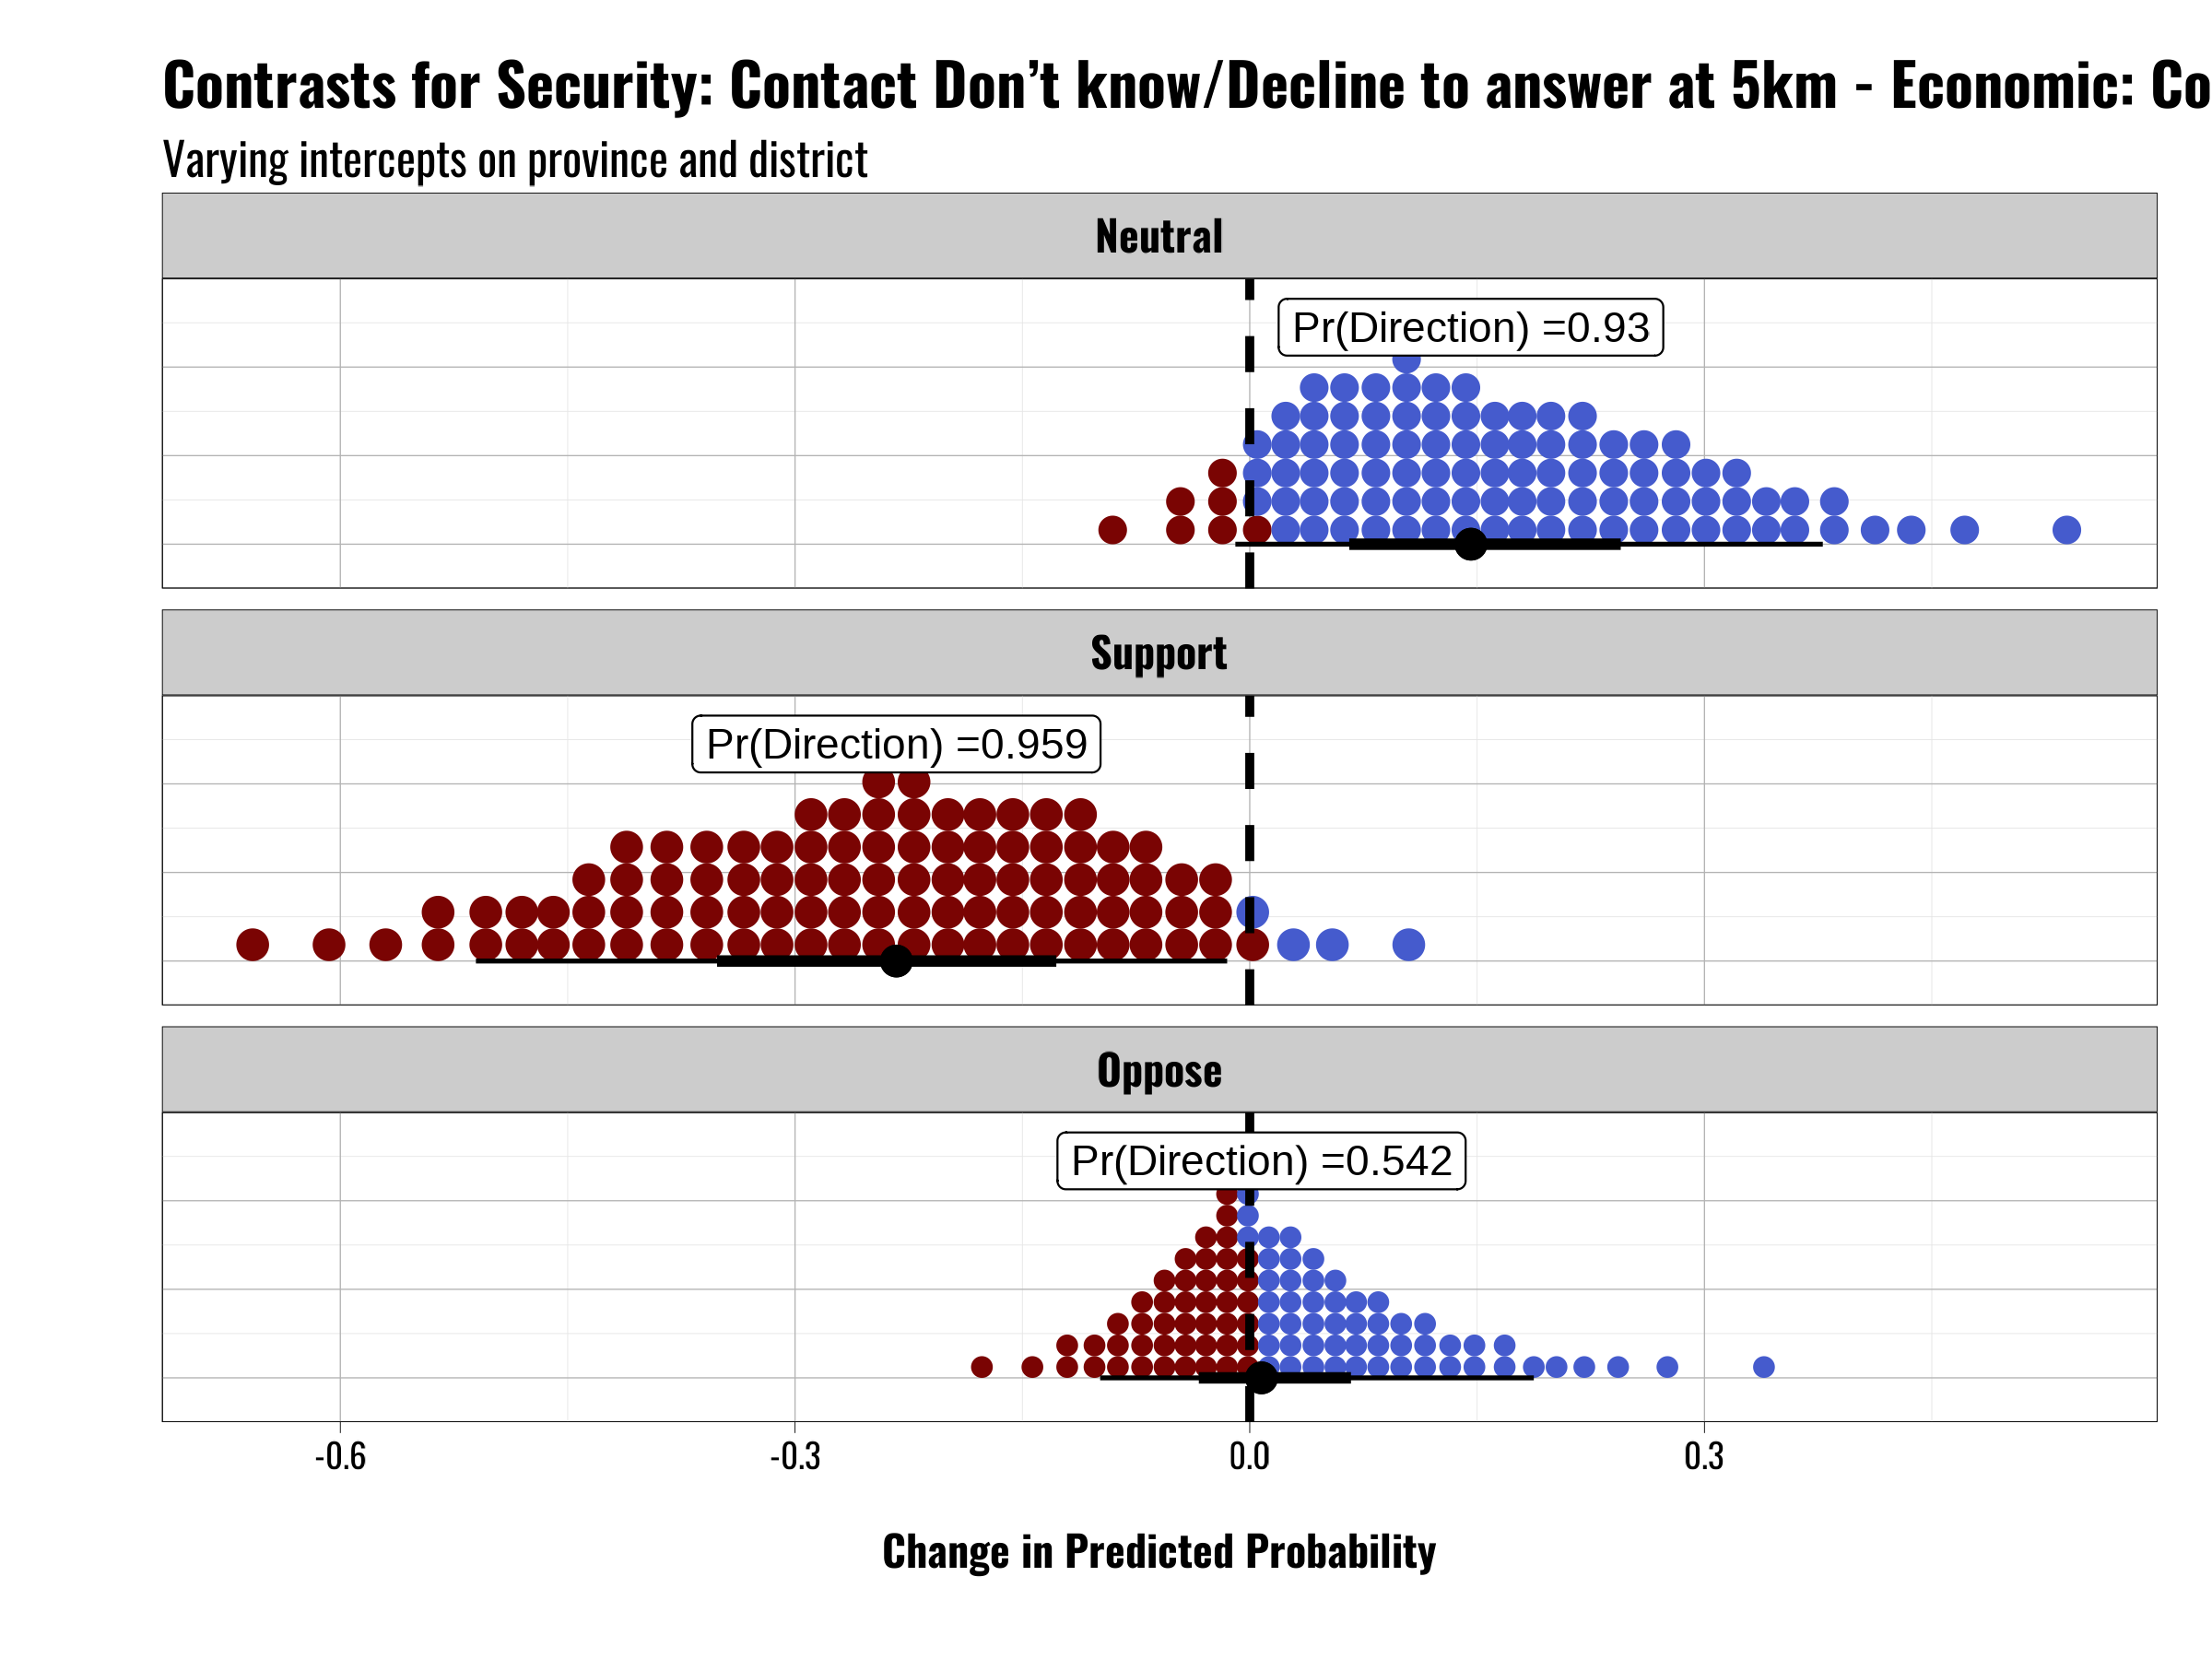 Contrasts for Security: Contact Don’t know/Decline to answer at 5km - Economic: Co
Varying intercepts on province and district
Neutral
Pr(Direction) =0.93
Support
Pr(Direction) =0.959
Oppose
Pr(Direction) =0.542
-0.6 -0.3 0.0 0.3
Change in Predicted Probability